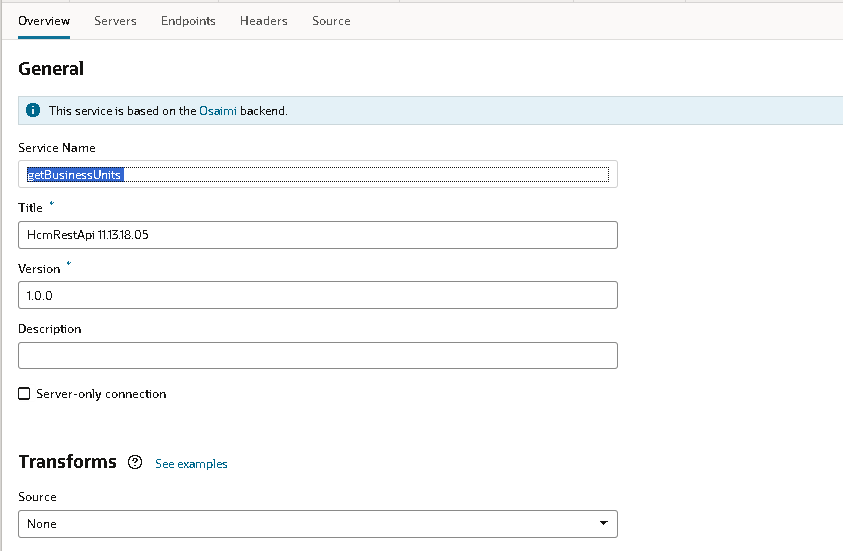 Overview Servers Endpoints Headers Source
General
This service is based on the Osaimi backend.
Service Name
getBusinessUnits
Title *
HcmRestApi 11.13.18.05
Version *
1.0.0
Description
Server-only connection
Transforms ? See examples
Source
None